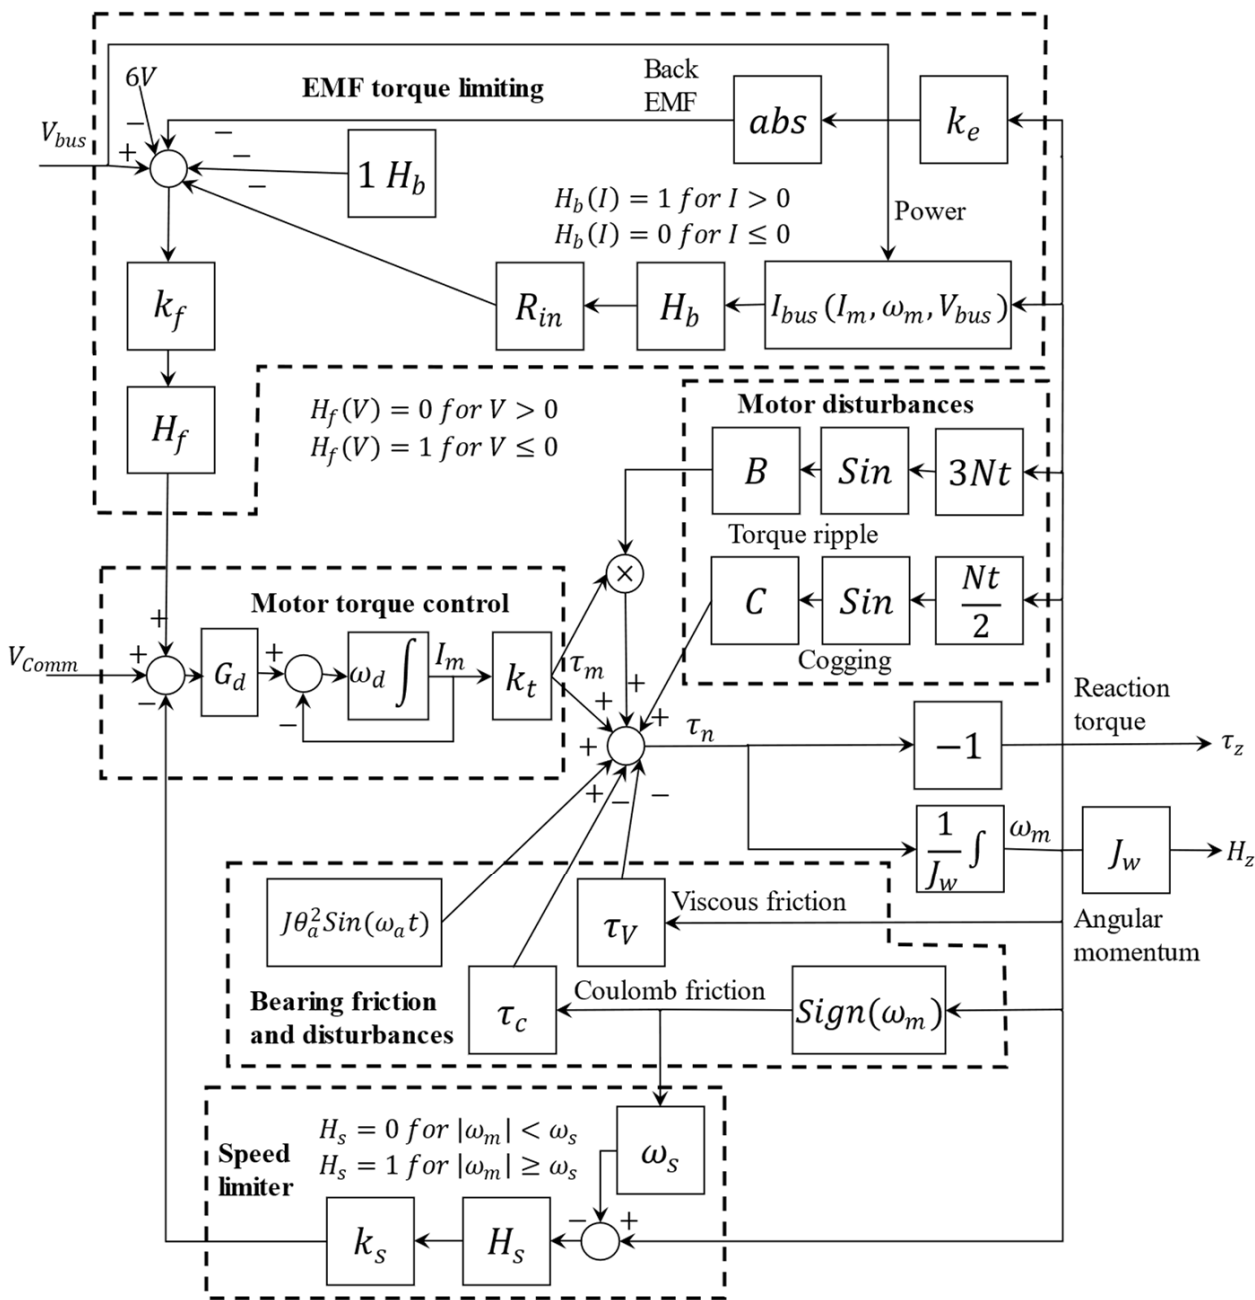 6V
EMF torque limiting
Back
EMF
abs
k_e
V_bus
+
−
−
−
−
1 H_b
H_b(I) = 1 for I > 0
H_b(I) = 0 for I ≤ 0
Power
k_f
R_in
H_b
I_bus(I_m, ω_m, V_bus)
H_f
H_f(V) = 0 for V > 0
H_f(V) = 1 for V ≤ 0
Motor disturbances
B
Sin
3Nt
Torque ripple
×
C
Sin
Nt/2
Cogging
Motor torque control
+
V_Comm
+
−
G_d
+
−
ω_d ∫
I_m
k_t
τ_m
+
+
+
+
+
−
−
τ_n
−1
Reaction
torque
τ_z
1/J_w ∫
ω_m
J_w
H_z
Angular
momentum
Jθ_a^2 Sin(ω_a t)
τ_V
Viscous friction
Bearing friction
and disturbances
τ_c
Coulomb friction
Sign(ω_m)
Speed
limiter
H_s = 0 for |ω_m| < ω_s
H_s = 1 for |ω_m| ≥ ω_s
ω_s
−
+
k_s
H_s